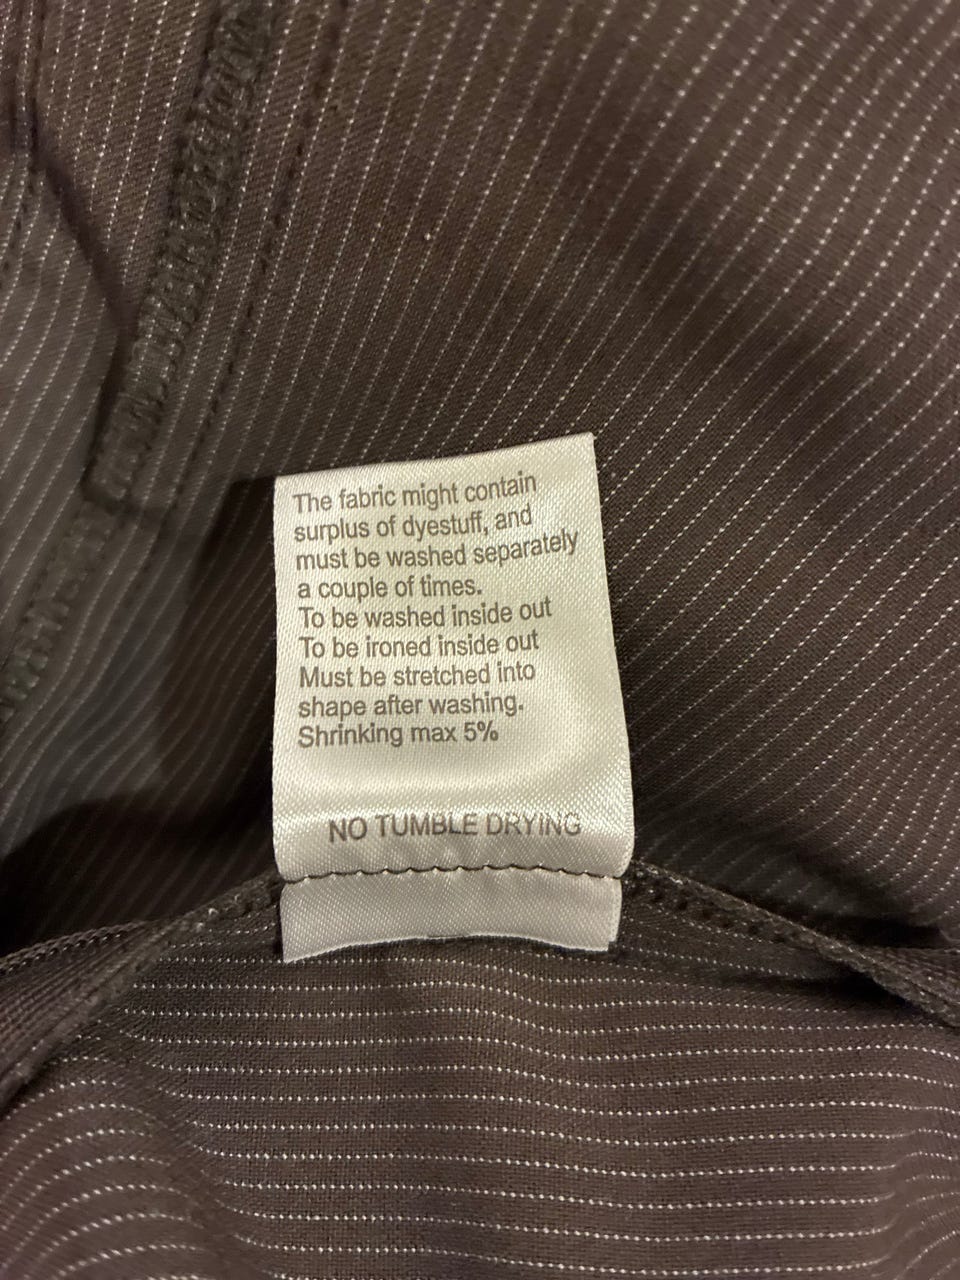 The fabric might contain
surplus of dyestuff, and
must be washed separately
a couple of times.
To be washed inside out
To be ironed inside out
Must be stretched into
shape after washing.
Shrinking max 5%
NO TUMBLE DRYING